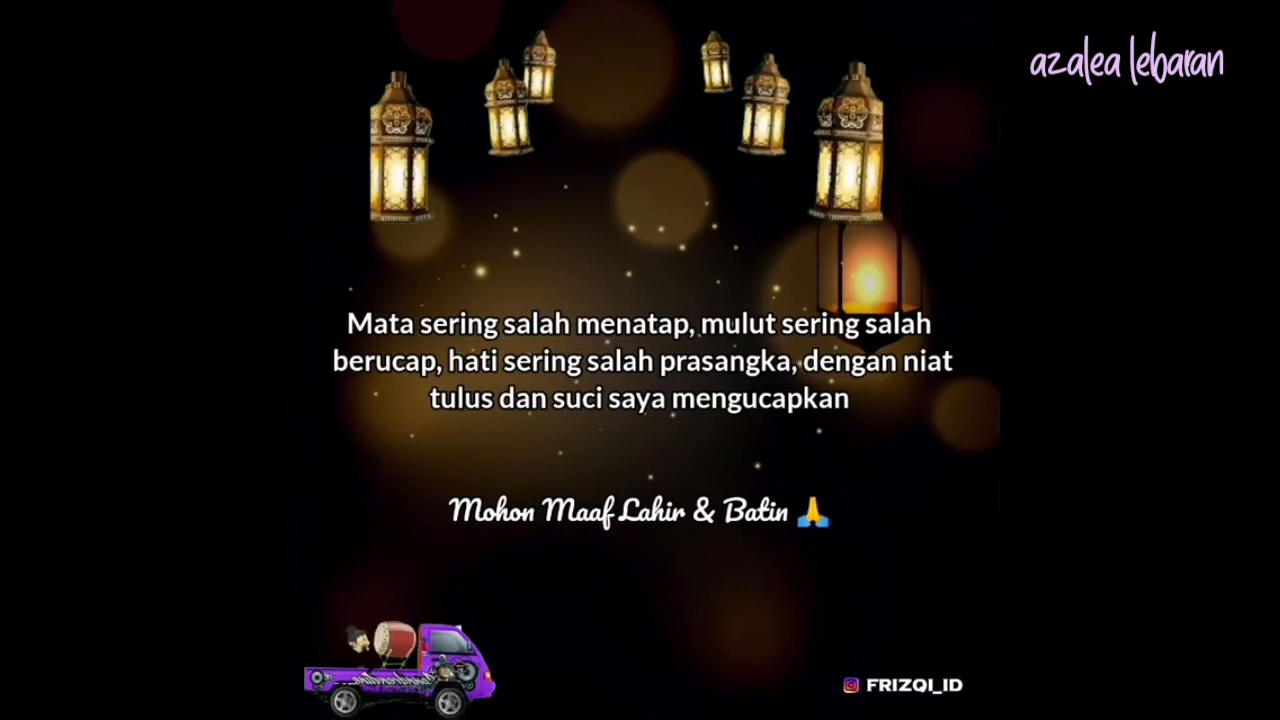 azalea lebaran
Mata sering salah menatap, mulut sering salah
berucap, hati sering salah prasangka, dengan niat
tulus dan suci saya mengucapkan
Mohon Maaf Lahir & Batin 🙏
FRIZQI_ID